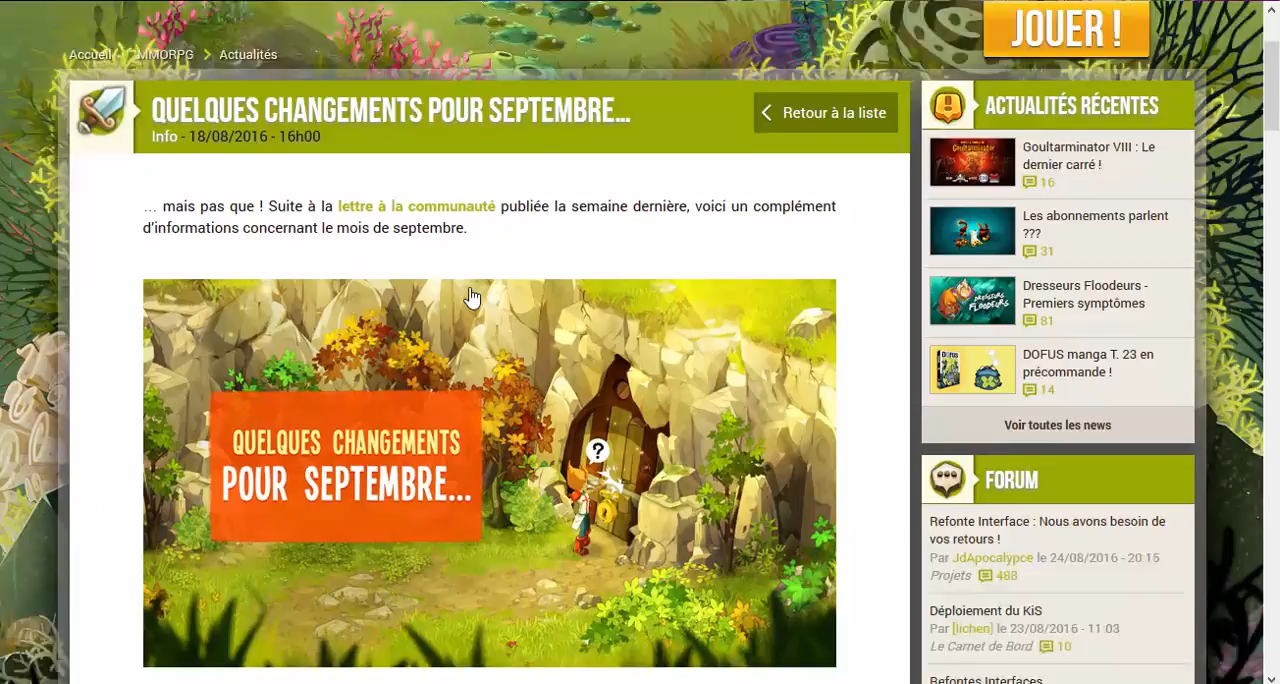 JOUER !
Accueil > MMORPG > Actualités
QUELQUES CHANGEMENTS POUR SEPTEMBRE...
Info - 18/08/2016 - 16h00
Retour à la liste
… mais pas que ! Suite à la lettre à la communauté publiée la semaine dernière, voici un complément
d'informations concernant le mois de septembre.
QUELQUES CHANGEMENTS
POUR SEPTEMBRE...
?
ACTUALITÉS RÉCENTES
Goultarminator VIII : Le
dernier carré !
16
Les abonnements parlent
???
31
DRESSEURS
FLOODEURS
Dresseurs Floodeurs -
Premiers symptômes
81
DOFUS
DOFUS manga T. 23 en
précommande !
14
Voir toutes les news
FORUM
Refonte Interface : Nous avons besoin de
vos retours !
Par JdApocalypce le 24/08/2016 - 20:15
Projets 488
Déploiement du KiS
Par [lichen] le 23/08/2016 - 11:03
Le Carnet de Bord 10
Refontes Interfaces